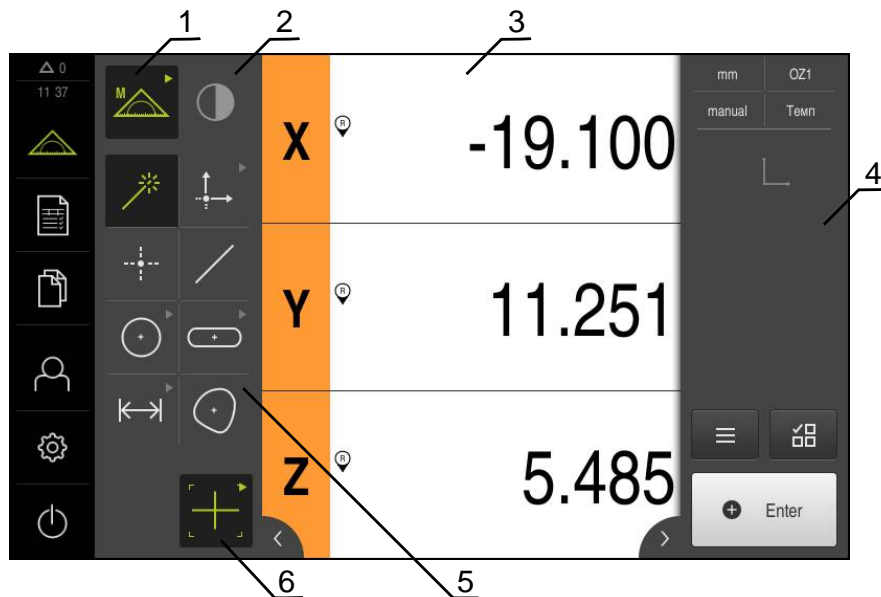 1 2 3
△ 0
11 37
M
mm OZ1
manual Темп
4
X R -19.100
Y R 11.251
Z R 5.485
Enter
6 5